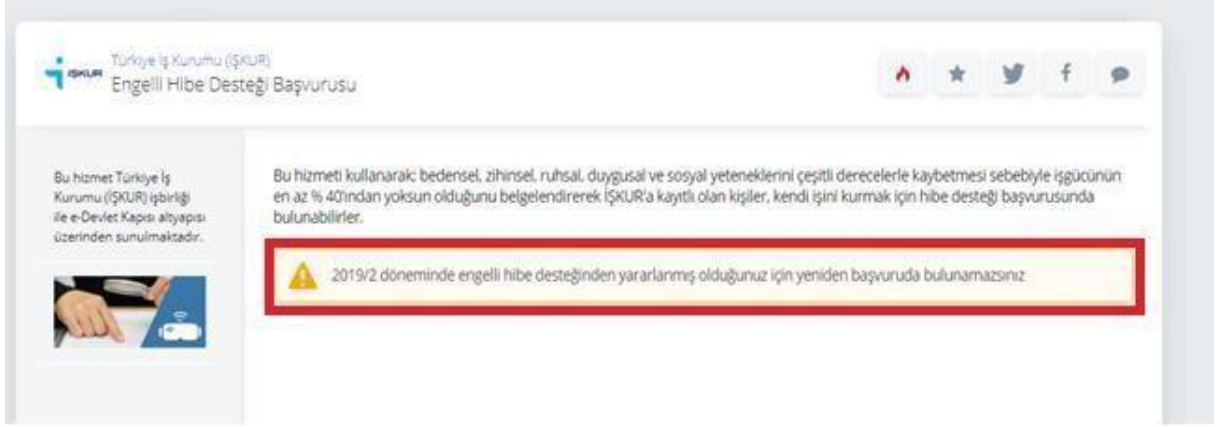 İŞKUR
Türkiye İş Kurumu (İŞKUR)
Engelli Hibe Desteği Başvurusu
Bu hizmet Türkiye İş
Kurumu (İŞKUR) işbirliği
ile e-Devlet Kapısı altyapısı
üzerinden sunulmaktadır.
Bu hizmeti kullanarak; bedensel, zihinsel, ruhsal, duygusal ve sosyal yeteneklerini çeşitli derecelerle kaybetmesi sebebiyle işgücünün
en az % 40'ından yoksun olduğunu belgelendirerek İŞKUR'a kayıtlı olan kişiler, kendi işini kurmak için hibe desteği başvurusunda
bulunabilirler.
2019/2 döneminde engelli hibe desteğinden yararlanmış olduğunuz için yeniden başvuruda bulunamazsınız